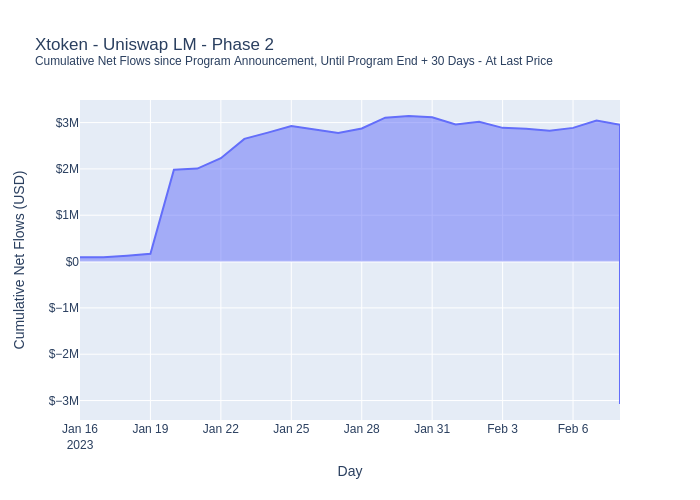 Xtoken - Uniswap LM - Phase 2
Cumulative Net Flows since Program Announcement, Until Program End + 30 Days - At Last Price
Cumulative Net Flows (USD)
$3M
$2M
$1M
$0
$−1M
$−2M
$−3M
Jan 16 Jan 19 Jan 22 Jan 25 Jan 28 Jan 31 Feb 3 Feb 6
2023
Day